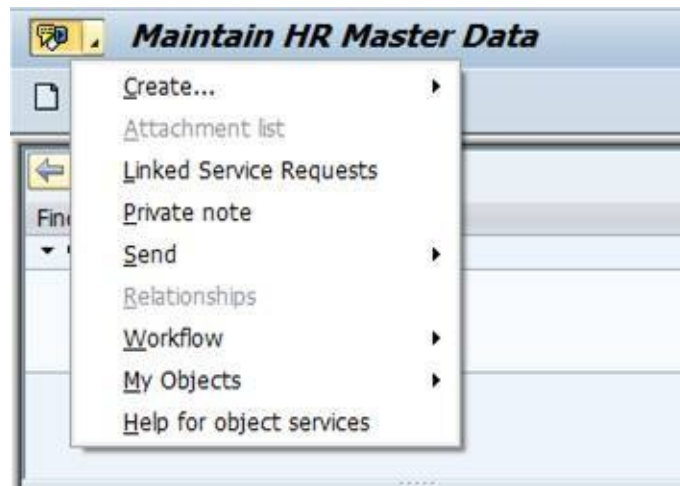 Maintain HR Master Data
Create...
Attachment list
Linked Service Requests
Private note
Send
Relationships
Workflow
My Objects
Help for object services